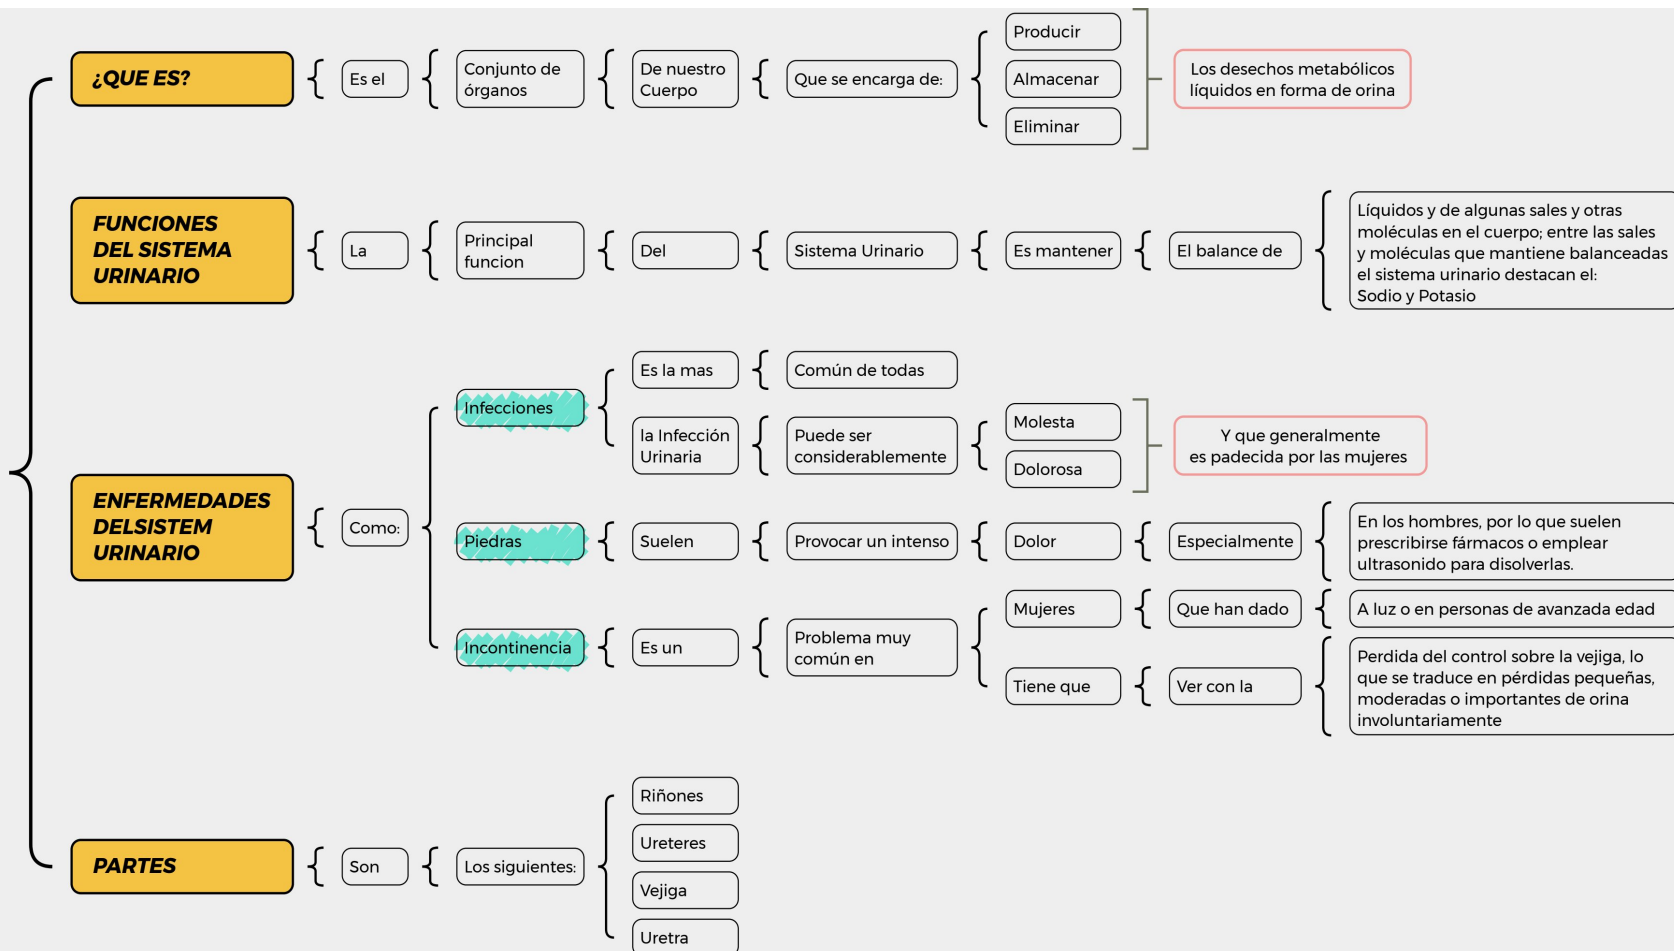 ¿QUE ES?
Es el
Conjunto de
órganos
De nuestro
Cuerpo
Que se encarga de:
Producir
Almacenar
Eliminar
Los desechos metabólicos
líquidos en forma de orina
FUNCIONES
DEL SISTEMA
URINARIO
La
Principal
funcion
Del
Sistema Urinario
Es mantener
El balance de
Líquidos y de algunas sales y otras
moléculas en el cuerpo; entre las sales
y moléculas que mantiene balanceadas
el sistema urinario destacan el:
Sodio y Potasio
ENFERMEDADES
DELSISTEM
URINARIO
Como:
Infecciones
Es la mas
Común de todas
la Infección
Urinaria
Puede ser
considerablemente
Molesta
Dolorosa
Y que generalmente
es padecida por las mujeres
Piedras
Suelen
Provocar un intenso
Dolor
Especialmente
En los hombres, por lo que suelen
prescribirse fármacos o emplear
ultrasonido para disolverlas.
Incontinencia
Es un
Problema muy
común en
Mujeres
Que han dado
A luz o en personas de avanzada edad
Tiene que
Ver con la
Perdida del control sobre la vejiga, lo
que se traduce en pérdidas pequeñas,
moderadas o importantes de orina
involuntariamente
PARTES
Son
Los siguientes:
Riñones
Ureteres
Vejiga
Uretra